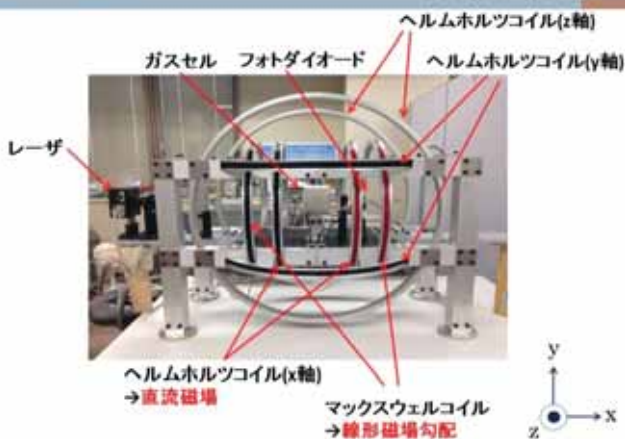 ヘルムホルツコイル(z軸)
ガスセル フォトダイオード
ヘルムホルツコイル(y軸)
レーザ
ヘルムホルツコイル(x軸)
→直流磁場
マックスウェルコイル
→線形磁場勾配
y
x
z